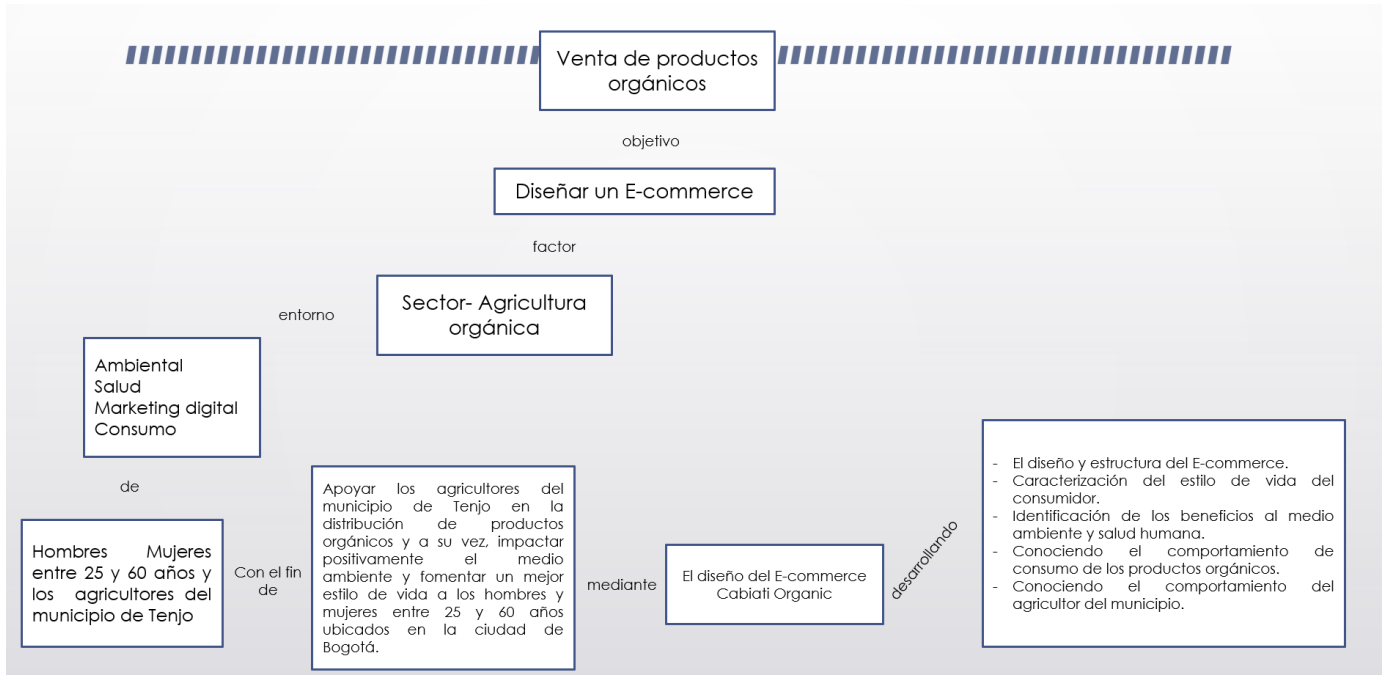 Venta de productos
orgánicos
objetivo
Diseñar un E-commerce
factor
Sector- Agricultura
orgánica
entorno
Ambiental
Salud
Marketing digital
Consumo
de
Hombres Mujeres
entre 25 y 60 años y
los agricultores del
municipio de Tenjo
Con el fin
de
Apoyar los agricultores del
municipio de Tenjo en la
distribución de productos
orgánicos y a su vez, impactar
positivamente el medio
ambiente y fomentar un mejor
estilo de vida a los hombres y
mujeres entre 25 y 60 años
ubicados en la ciudad de
Bogotá.
mediante
El diseño del E-commerce
Cabiati Organic
desarrollando
- El diseño y estructura del E-commerce.
- Caracterización del estilo de vida del
consumidor.
- Identificación de los beneficios al medio
ambiente y salud humana.
- Conociendo el comportamiento de
consumo de los productos orgánicos.
- Conociendo el comportamiento del
agricultor del municipio.